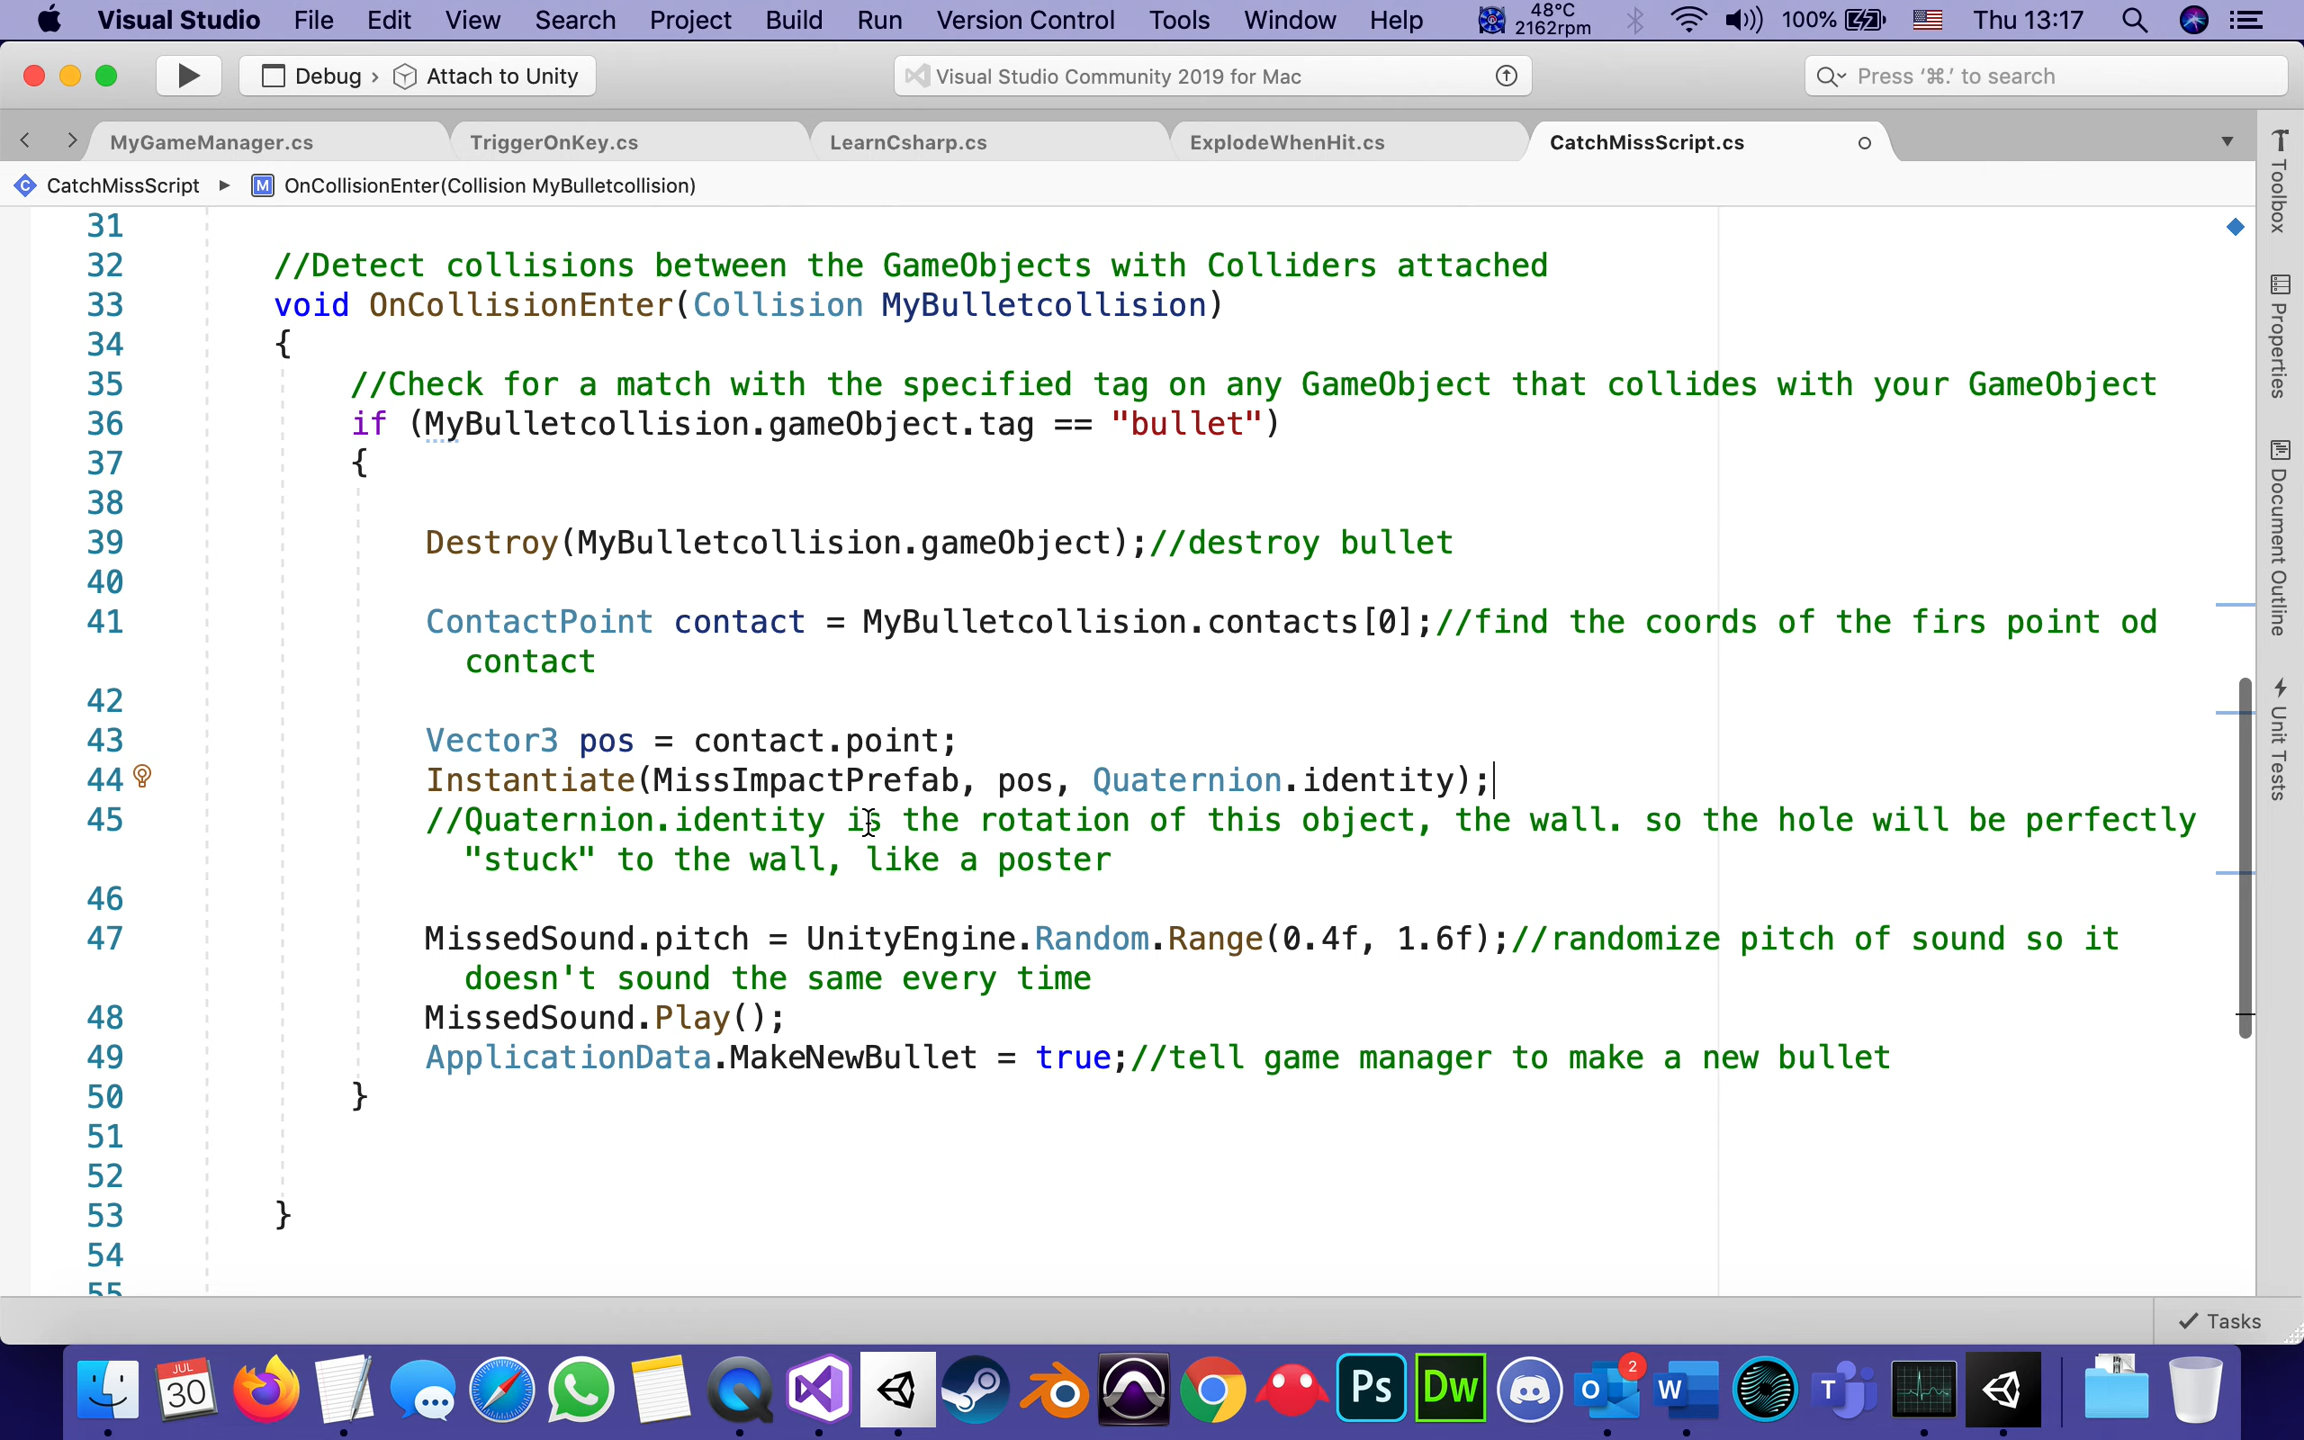 Visual Studio File Edit View Search Project Build Run Version Control Tools Window Help 48°C 2162rpm 100% Thu 13:17
Debug › Attach to Unity Visual Studio Community 2019 for Mac Press ‘⌘.’ to search
MyGameManager.cs TriggerOnKey.cs LearnCsharp.cs ExplodeWhenHit.cs CatchMissScript.cs
CatchMissScript ▸ M OnCollisionEnter(Collision MyBulletcollision)
31
32 //Detect collisions between the GameObjects with Colliders attached
33 void OnCollisionEnter(Collision MyBulletcollision)
34 {
35 //Check for a match with the specified tag on any GameObject that collides with your GameObject
36 if (MyBulletcollision.gameObject.tag == "bullet")
37 {
38
39 Destroy(MyBulletcollision.gameObject);//destroy bullet
40
41 ContactPoint contact = MyBulletcollision.contacts[0];//find the coords of the firs point od
contact
42
43 Vector3 pos = contact.point;
44 Instantiate(MissImpactPrefab, pos, Quaternion.identity);
45 //Quaternion.identity is the rotation of this object, the wall. so the hole will be perfectly
"stuck" to the wall, like a poster
46
47 MissedSound.pitch = UnityEngine.Random.Range(0.4f, 1.6f);//randomize pitch of sound so it
doesn't sound the same every time
48 MissedSound.Play();
49 ApplicationData.MakeNewBullet = true;//tell game manager to make a new bullet
50 }
51
52
53 }
54
55
Toolbox
Properties
Document Outline
Unit Tests
Tasks
JUL
30
Ps
Dw
O
2
W
T